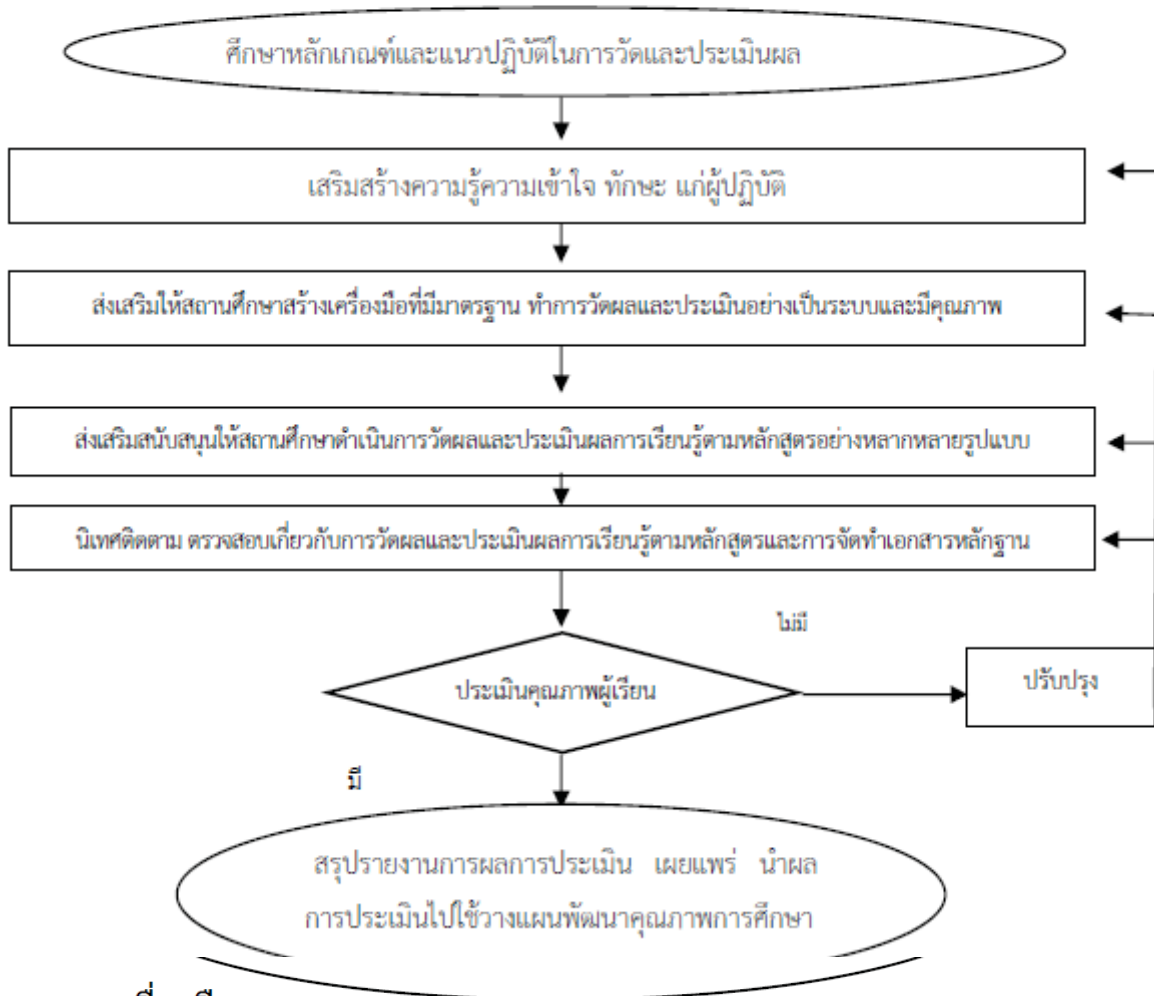 ศึกษาหลักเกณฑ์และแนวปฏิบัติในการวัดและประเมินผล
เสริมสร้างความรู้ความเข้าใจ ทักษะ แก่ผู้ปฏิบัติ
ส่งเสริมให้สถานศึกษาสร้างเครื่องมือที่มีมาตรฐาน ทำการวัดผลและประเมินอย่างเป็นระบบและมีคุณภาพ
ส่งเสริมสนับสนุนให้สถานศึกษาดำเนินการวัดผลและประเมินผลการเรียนรู้ตามหลักสูตรอย่างหลากหลายรูปแบบ
นิเทศติดตาม ตรวจสอบเกี่ยวกับการวัดผลและประเมินผลการเรียนรู้ตามหลักสูตรและการจัดทำเอกสารหลักฐาน
ไม่มี
ประเมินคุณภาพผู้เรียน
ปรับปรุง
มี
สรุปรายงานการผลการประเมิน เผยแพร่ นำผล
การประเมินไปใช้วางแผนพัฒนาคุณภาพการศึกษา